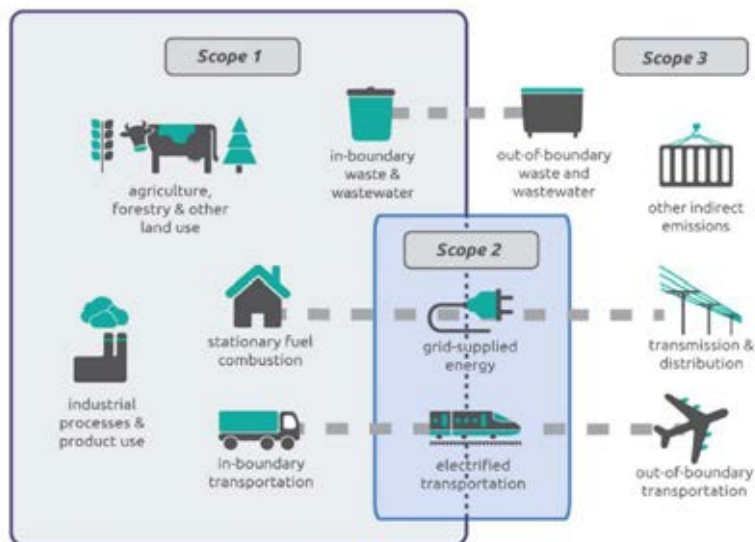 Scope 1
Scope 3
in-boundary
waste &
wastewater
out-of-boundary
waste and
wastewater
agriculture,
forestry & other
land use
other indirect
emissions
Scope 2
stationary fuel
combustion
grid-supplied
energy
transmission &
distribution
industrial
processes &
product use
in-boundary
transportation
electrified
transportation
out-of-boundary
transportation